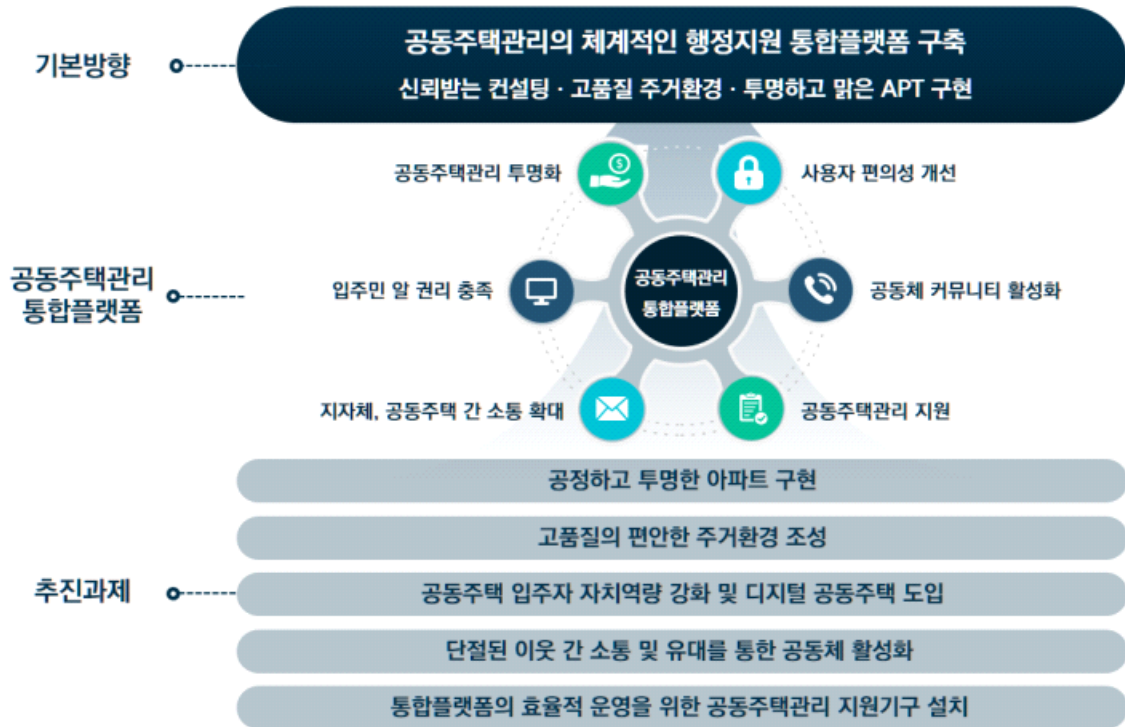 기본방향
공동주택관리의 체계적인 행정지원 통합플랫폼 구축
신뢰받는 컨설팅 · 고품질 주거환경 · 투명하고 맑은 APT 구현
공동주택관리 투명화
사용자 편의성 개선
공동주택관리
통합플랫폼
입주민 알 권리 충족
공동주택관리
통합플랫폼
공동체 커뮤니티 활성화
지자체, 공동주택 간 소통 확대
공동주택관리 지원
추진과제
공정하고 투명한 아파트 구현
고품질의 편안한 주거환경 조성
공동주택 입주자 자치역량 강화 및 디지털 공동주택 도입
단절된 이웃 간 소통 및 유대를 통한 공동체 활성화
통합플랫폼의 효율적 운영을 위한 공동주택관리 지원기구 설치